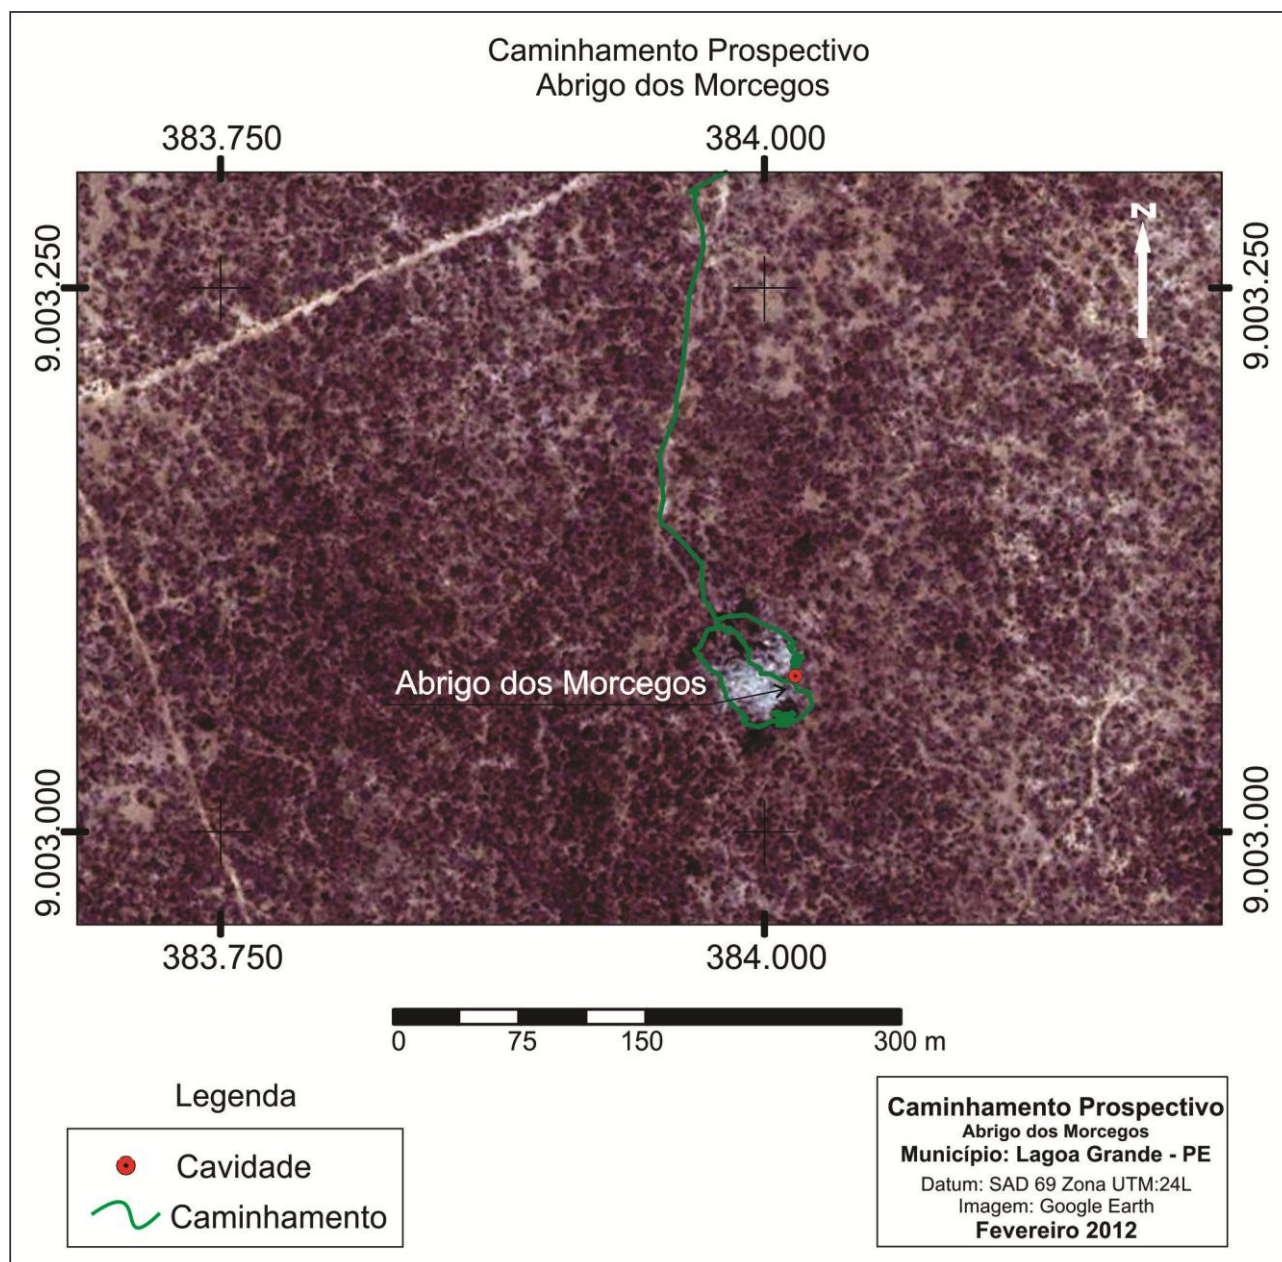 Caminhamento Prospectivo
Abrigo dos Morcegos
383.750 384.000
9.003.250 9.003.250
N
Abrigo dos Morcegos
9.003.000 9.003.000
383.750 384.000
0 75 150 300 m
Legenda
Cavidade
Caminhamento
Caminhamento Prospectivo
Abrigo dos Morcegos
Município: Lagoa Grande - PE
Datum: SAD 69 Zona UTM:24L
Imagem: Google Earth
Fevereiro 2012